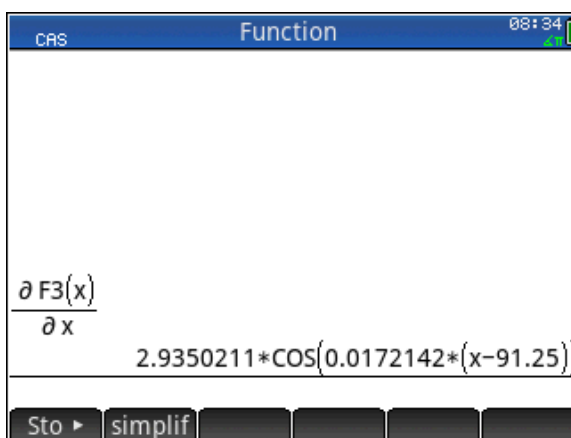 CAS Function 08:34
∡π
∂ F3(x)
∂ x
2.9350211*COS(0.0172142*(x−91.25)
Sto ▸ simplif